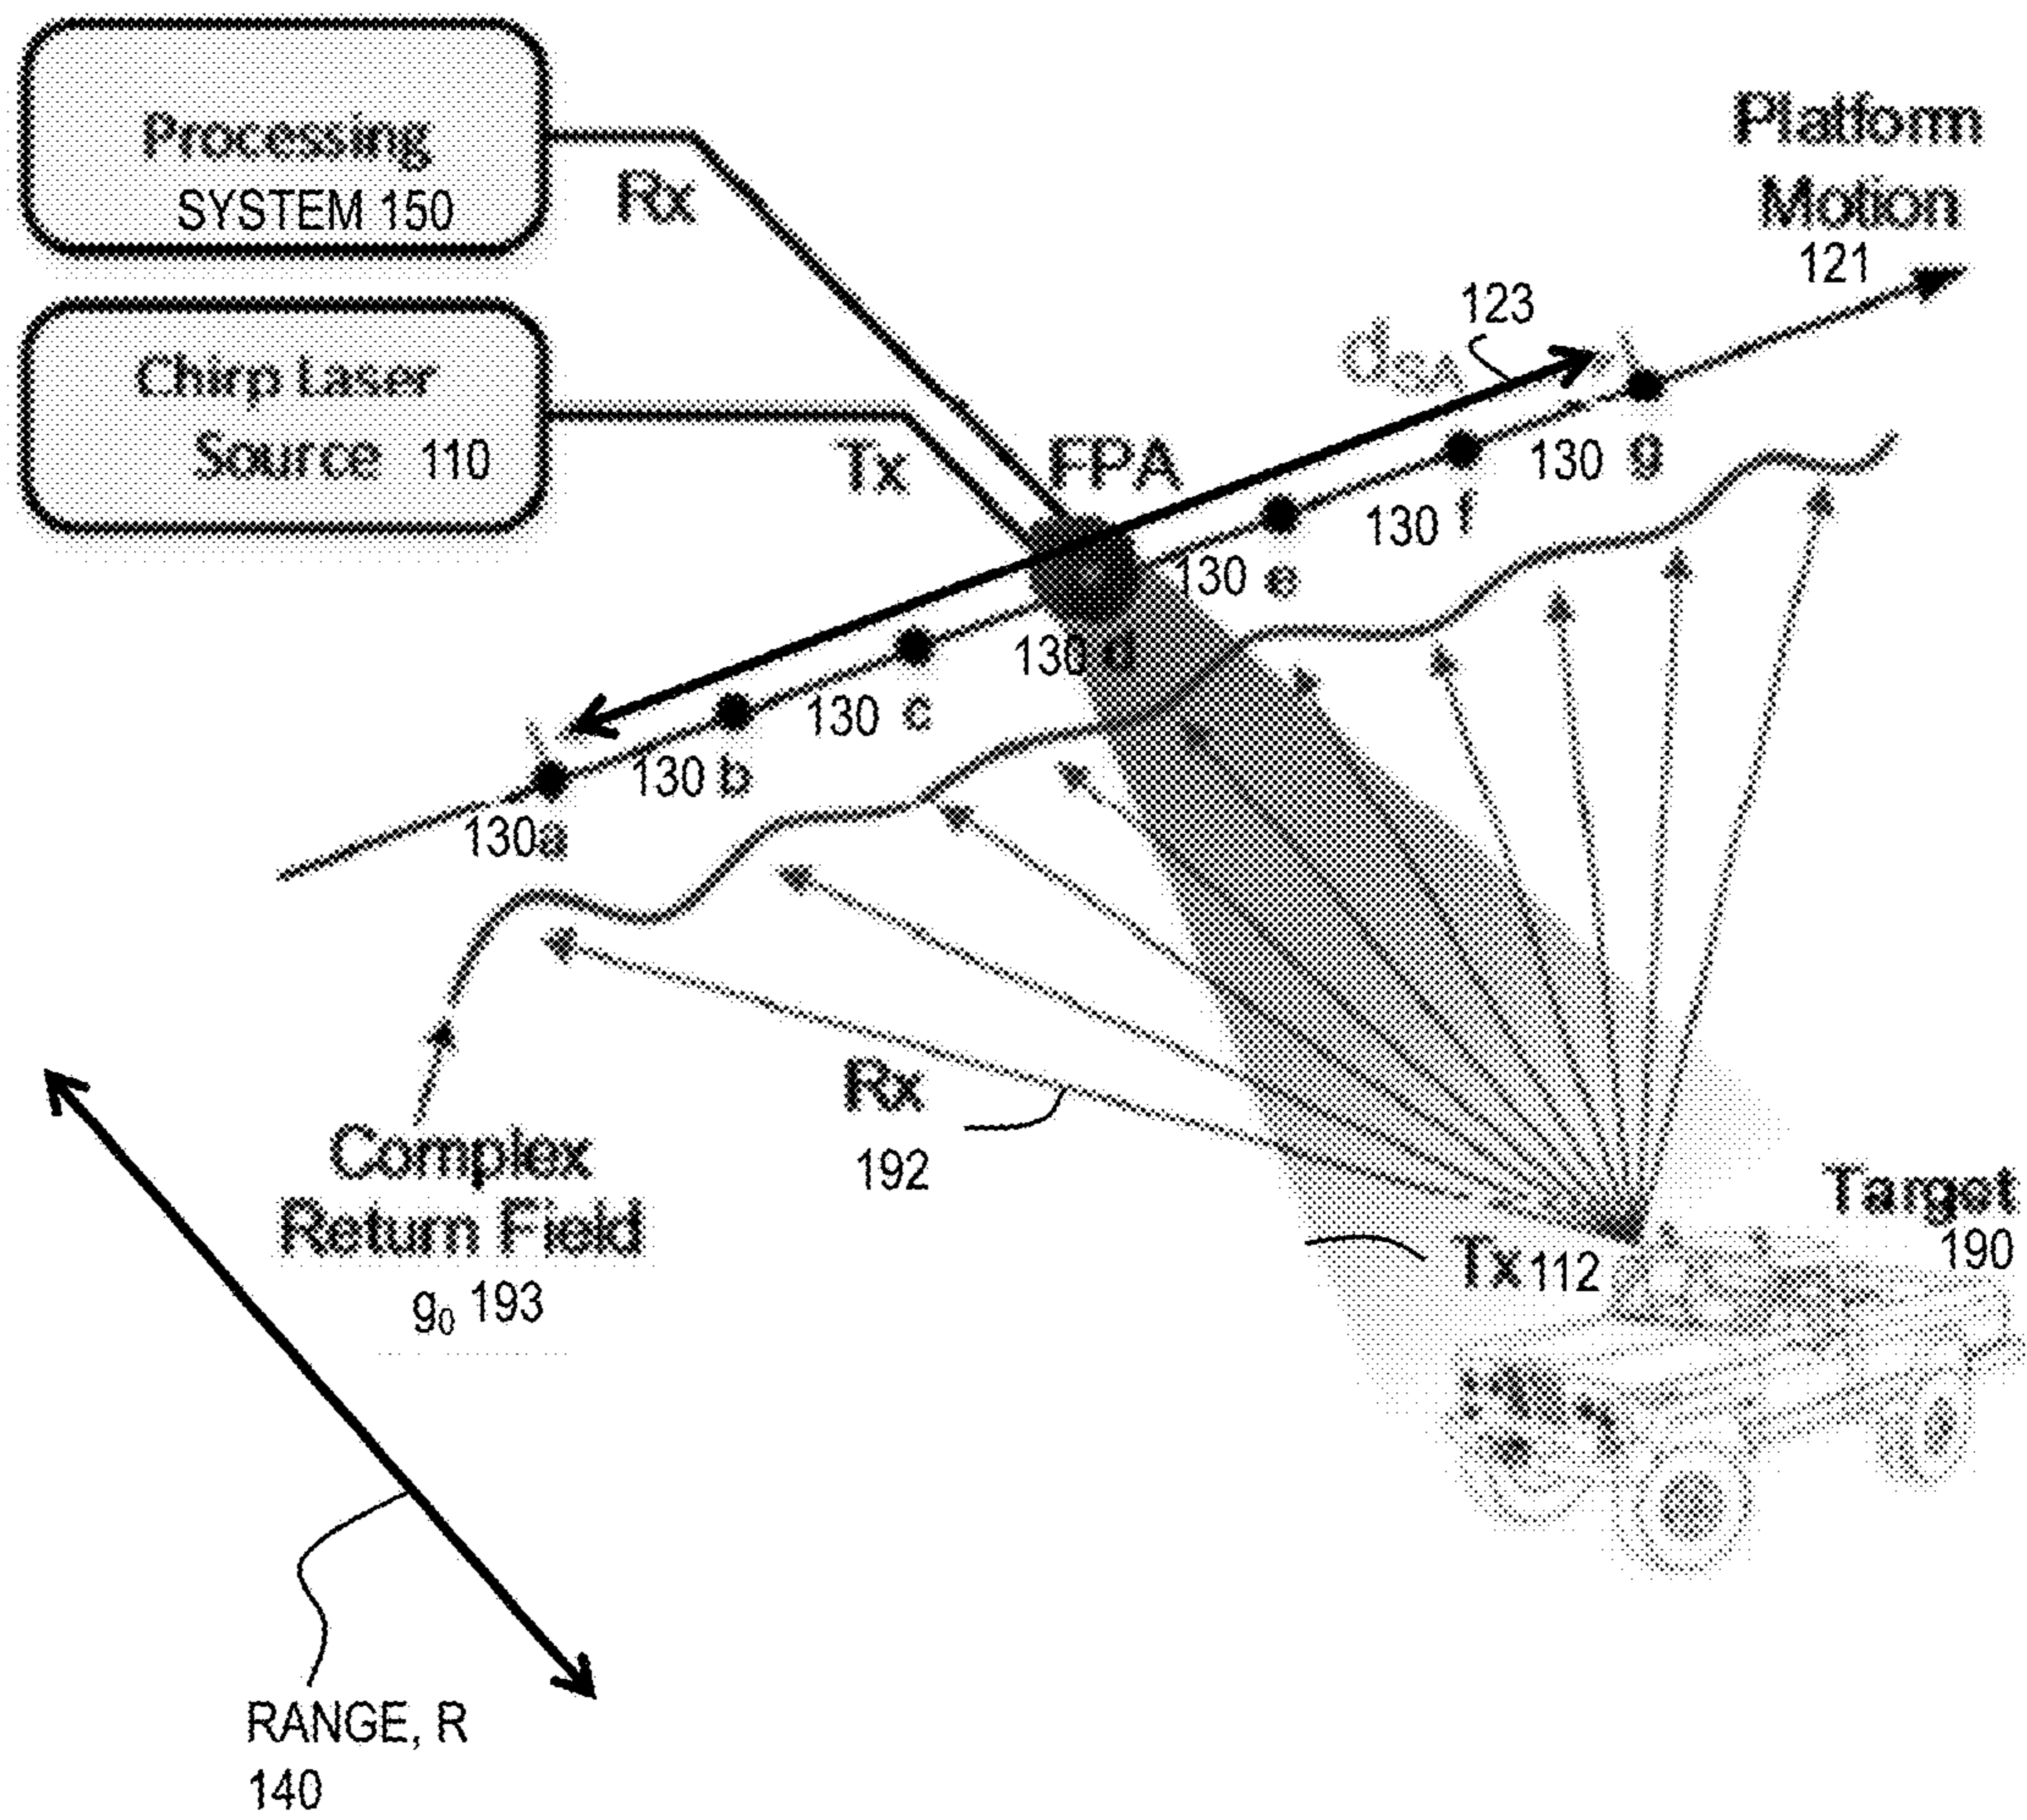 Processing
SYSTEM 150
Rx
Chirp Laser
Source 110
Tx
Platform
Motion
121
123
dSA
FPA
130 g
130 f
130 e
130 d
130 c
130 b
130a
Rx
192
Complex
Return Field
g0 193
Target
190
Tx 112
RANGE, R
140